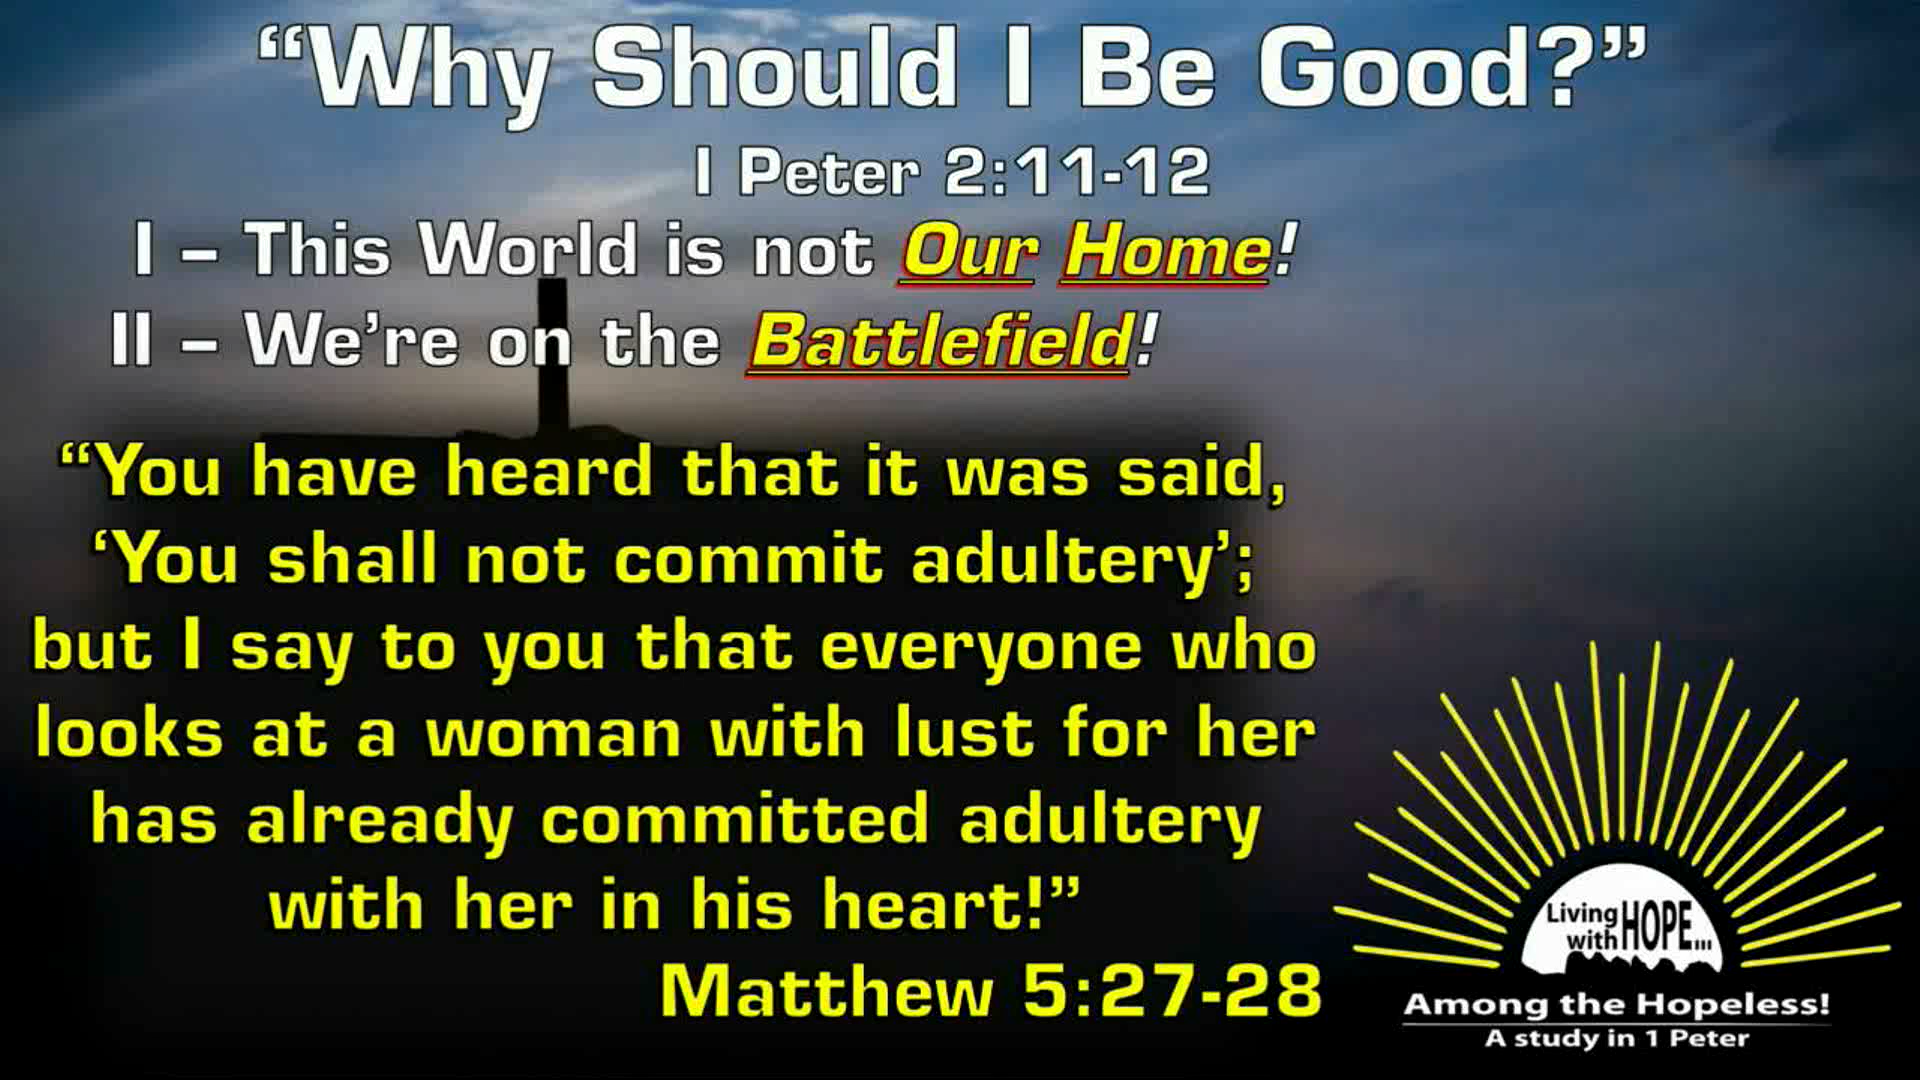 “Why Should I Be Good?”
I Peter 2:11-12
I – This World is not Our Home!
II – We’re on the Battlefield!
“You have heard that it was said,
‘You shall not commit adultery’;
but I say to you that everyone who
looks at a woman with lust for her
has already committed adultery
with her in his heart!”
Matthew 5:27-28
Living
with HOPE...
Among the Hopeless!
A study in 1 Peter